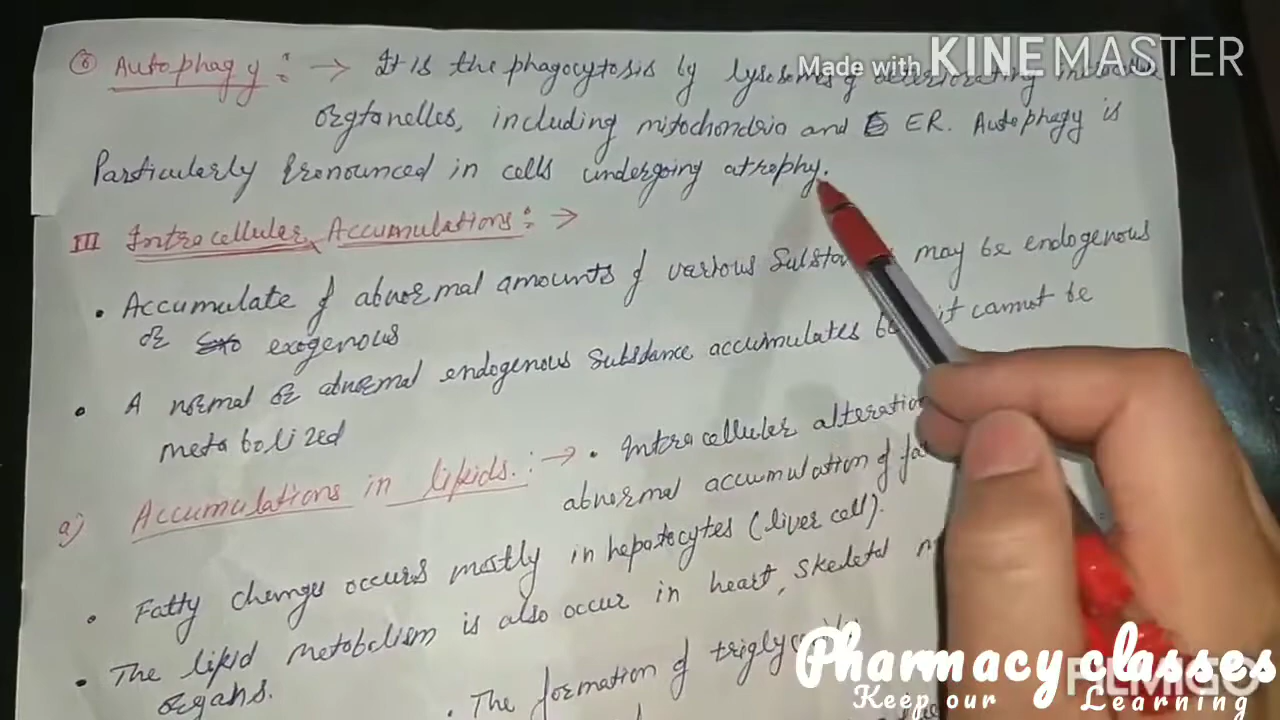 ⑥ Autophagy :→ It is the phagocytosis by lysosomes of deteriorating
organelles, including mitochondria and ER. Autophagy is
Particularly Pronounced in cells undergoing atrophy.
III Intracellular Accumulations :→
• Accumulate of abnormal amounts of various may be endogenous
or exogenous
• A normal or abnormal endogenous substance accumulates it cannot be
metabolized
a) Accumulations in lipids. :→ • Intracellular alteration
abnormal accumulation of
• Fatty change occurs mostly in hepatocytes (liver cell).
• The lipid metabolism is also occur in heart, skeletal
organs.
• The formation of
Made with KINEMASTER
Pharmacy classes
Keep our Learning
FILMIGO